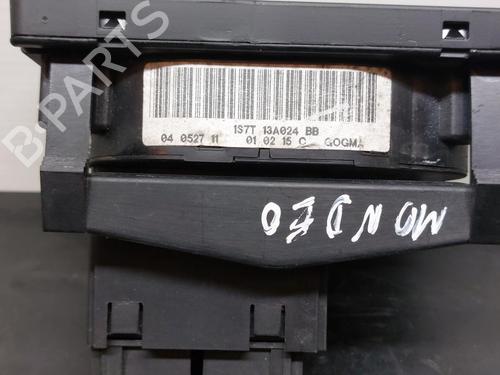 B-PARTS
1S7T 13A024 BB
04 0527 11 01 02 15 C GOGMA
MONDEO